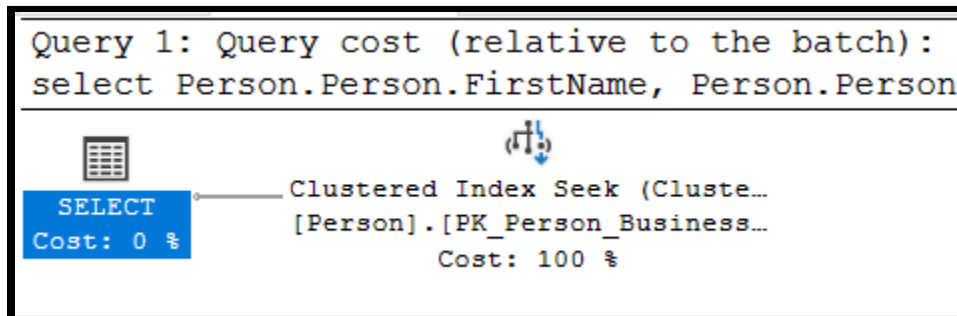 Query 1: Query cost (relative to the batch):
select Person.Person.FirstName, Person.Person
SELECT
Cost: 0 %
Clustered Index Seek (Cluste…
[Person].[PK_Person_Business…
Cost: 100 %